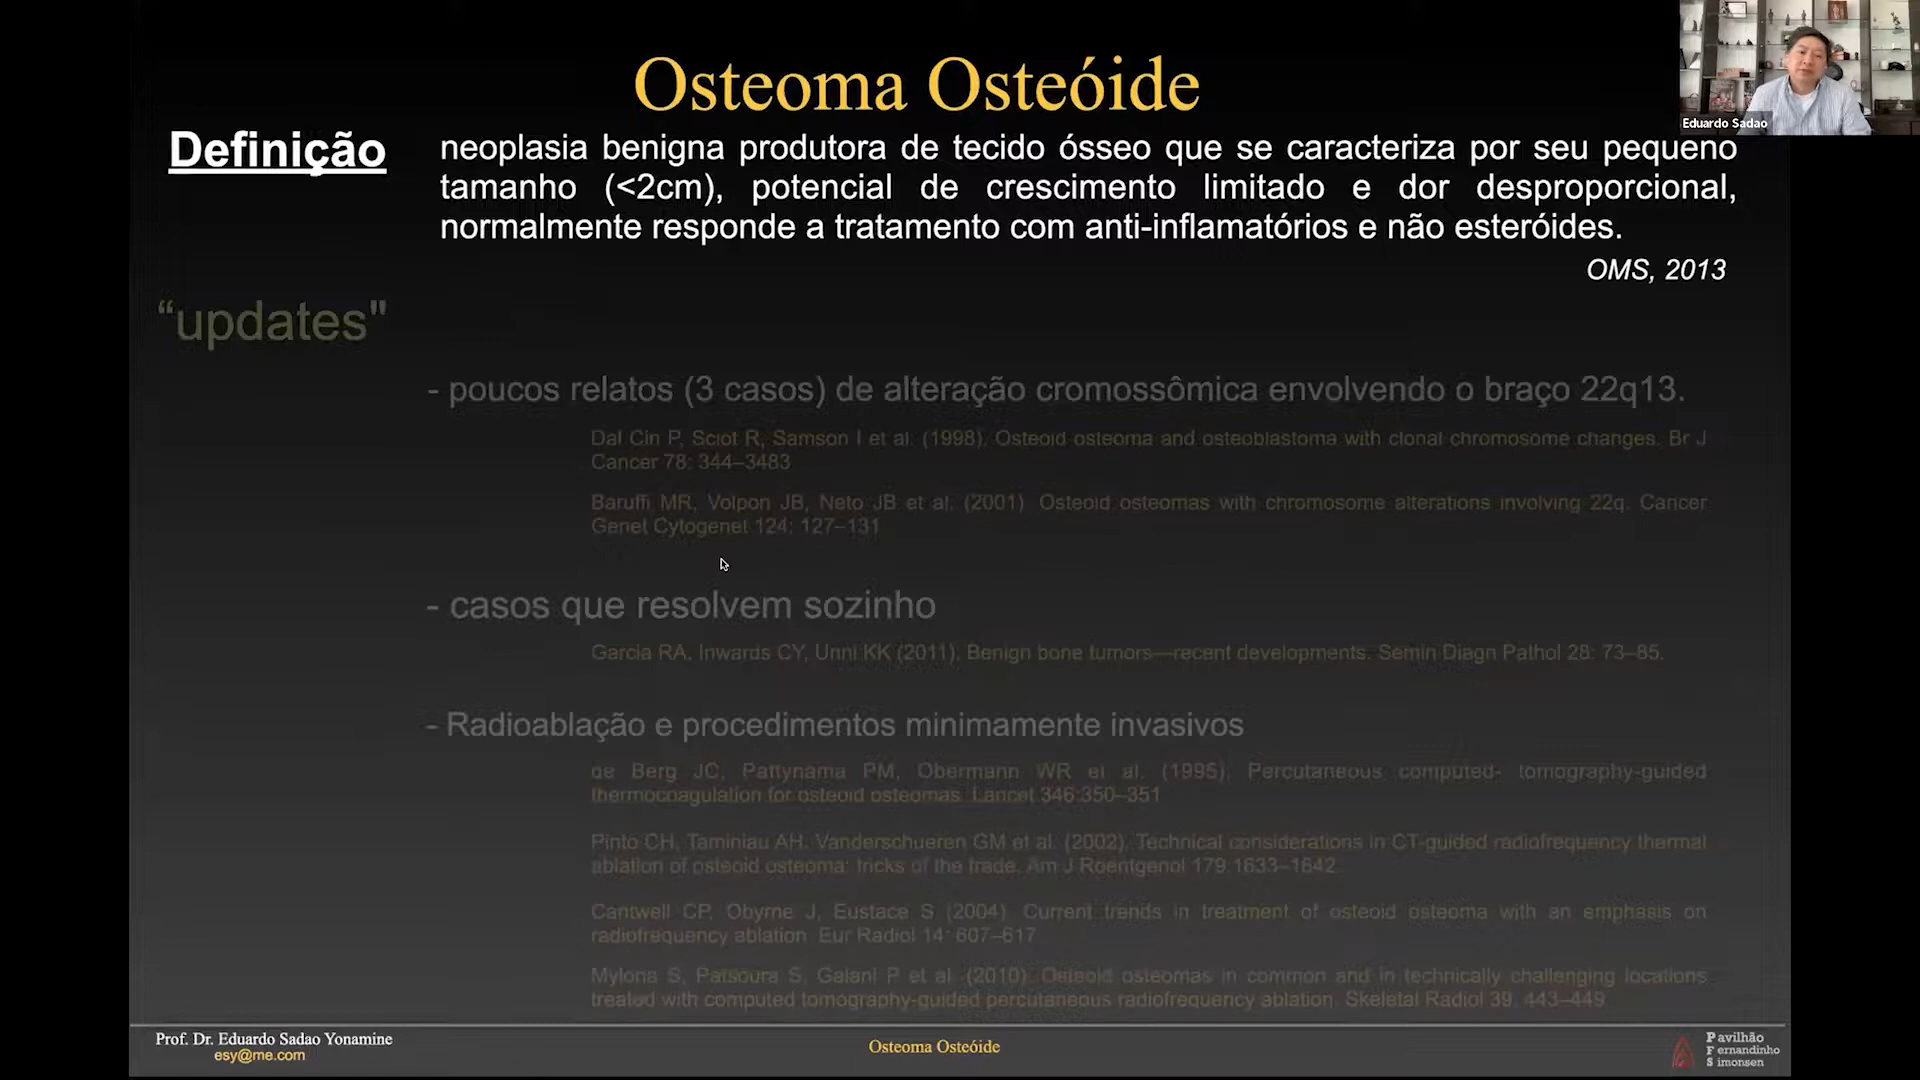 Osteoma Osteóide
Eduardo Sadao
Definição
neoplasia benigna produtora de tecido ósseo que se caracteriza por seu pequeno
tamanho (<2cm), potencial de crescimento limitado e dor desproporcional,
normalmente responde a tratamento com anti-inflamatórios e não esteróides.
OMS, 2013
“updates"
- poucos relatos (3 casos) de alteração cromossômica envolvendo o braço 22q13.
Dal Cin P, Sciot R, Samson I et al. (1998). Osteoid osteoma and osteoblastoma with clonal chromosome changes. Br J
Cancer 78: 344–3483
Baruffi MR, Volpon JB, Neto JB et al. (2001). Osteoid osteomas with chromosome alterations involving 22q. Cancer
Genet Cytogenet 124: 127–131
- casos que resolvem sozinho
Garcia RA, Inwards CY, Unni KK (2011). Benign bone tumors—recent developments. Semin Diagn Pathol 28: 73–85.
- Radioablação e procedimentos minimamente invasivos
de Berg JC, Pattynama PM, Obermann WR et al. (1995). Percutaneous computed- tomography-guided
thermocoagulation for osteoid osteomas. Lancet 346:350–351
Pinto CH, Taminiau AH, Vanderschueren GM et al. (2002). Technical considerations in CT-guided radiofrequency thermal
ablation of osteoid osteoma: tricks of the trade. Am J Roentgenol 179:1633–1642.
Cantwell CP, Obyrne J, Eustace S (2004). Current trends in treatment of osteoid osteoma with an emphasis on
radiofrequency ablation. Eur Radiol 14: 607–617
Mylona S, Patsoura S, Galani P et al. (2010). Osteoid osteomas in common and in technically challenging locations
treated with computed tomography-guided percutaneous radiofrequency ablation. Skeletal Radiol 39: 443–449.
Prof. Dr. Eduardo Sadao Yonamine
esy@me.com
Osteoma Osteóide
Pavilhão
Fernandinho
Simonsen